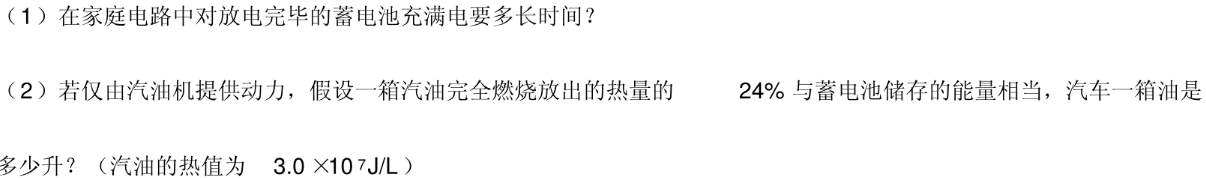 （1）在家庭电路中对放电完毕的蓄电池充满电要多长时间？
（2）若仅由汽油机提供动力，假设一箱汽油完全燃烧放出的热量的 24% 与蓄电池储存的能量相当，汽车一箱油是
多少升？（汽油的热值为 3.0 ×10⁷J/L）